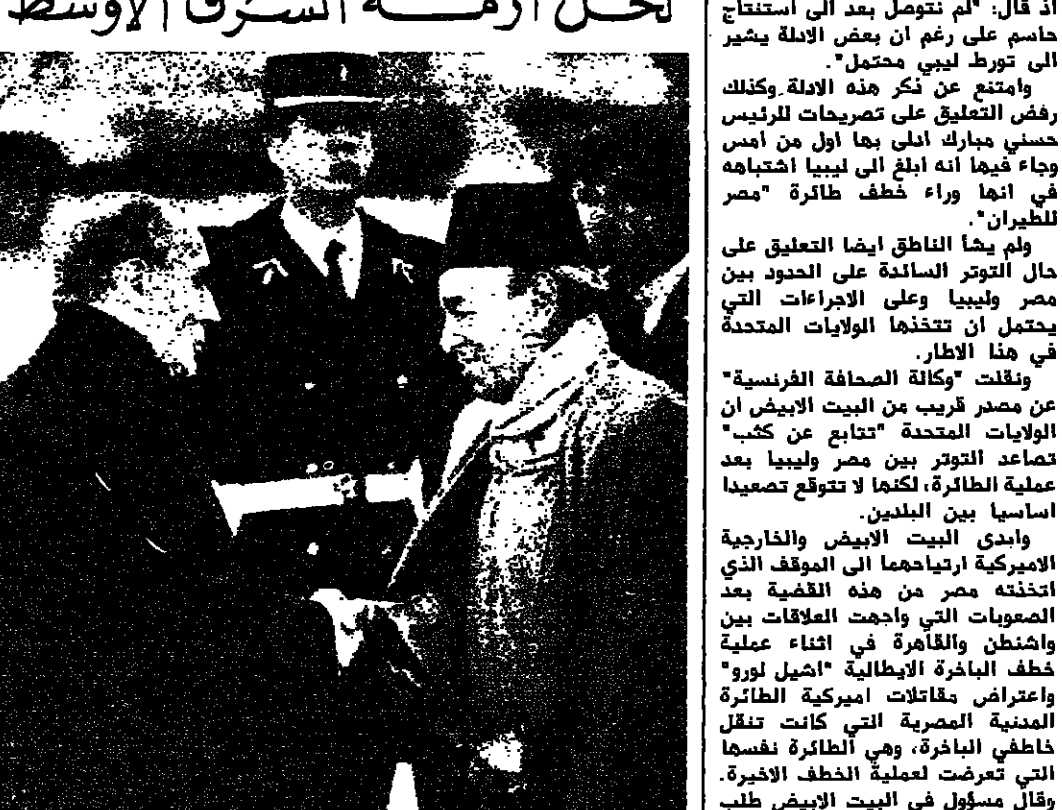 لحل ازمة الشرق الاوسط
اذ قال: "لم نتوصل بعد الى استنتاج
حاسم على رغم ان بعض الادلة يشير
الى تورط ليبي محتمل".
وامتنع عن ذكر هذه الادلة وكذلك
رفض التعليق على تصريحات للرئيس
حسني مبارك ادلى بها اول من امس
وجاء فيها انه ابلغ الى ليبيا اشتباهه
في انها وراء خطف طائرة "مصر
للطيران".
ولم يشأ الناطق ايضا التعليق على
حال التوتر السائدة على الحدود بين
مصر وليبيا وعلى الاجراءات التي
يحتمل ان تتخذها الولايات المتحدة
في هذا الاطار.
ونقلت "وكالة الصحافة الفرنسية"
عن مصدر قريب من البيت الابيض ان
الولايات المتحدة "تتابع عن كثب"
تصاعد التوتر بين مصر وليبيا بعد
عملية الطائرة، لكنها لا تتوقع تصعيدا
اساسيا بين البلدين.
وابدى البيت الابيض والخارجية
الاميركية ارتياحهما الى الموقف الذي
اتخذته مصر من هذه القضية بعد
الصعوبات التي واجهت العلاقات بين
واشنطن والقاهرة في اثناء عملية
خطف الباخرة الايطالية "اشيل لورو"
واعتراض مقاتلات اميركية الطائرة
المدنية المصرية التي كانت تنقل
خاطفي الباخرة، وهي الطائرة نفسها
التي تعرضت لعملية الخطف الاخيرة.
وقال مسؤول في البيت الابيض طلب